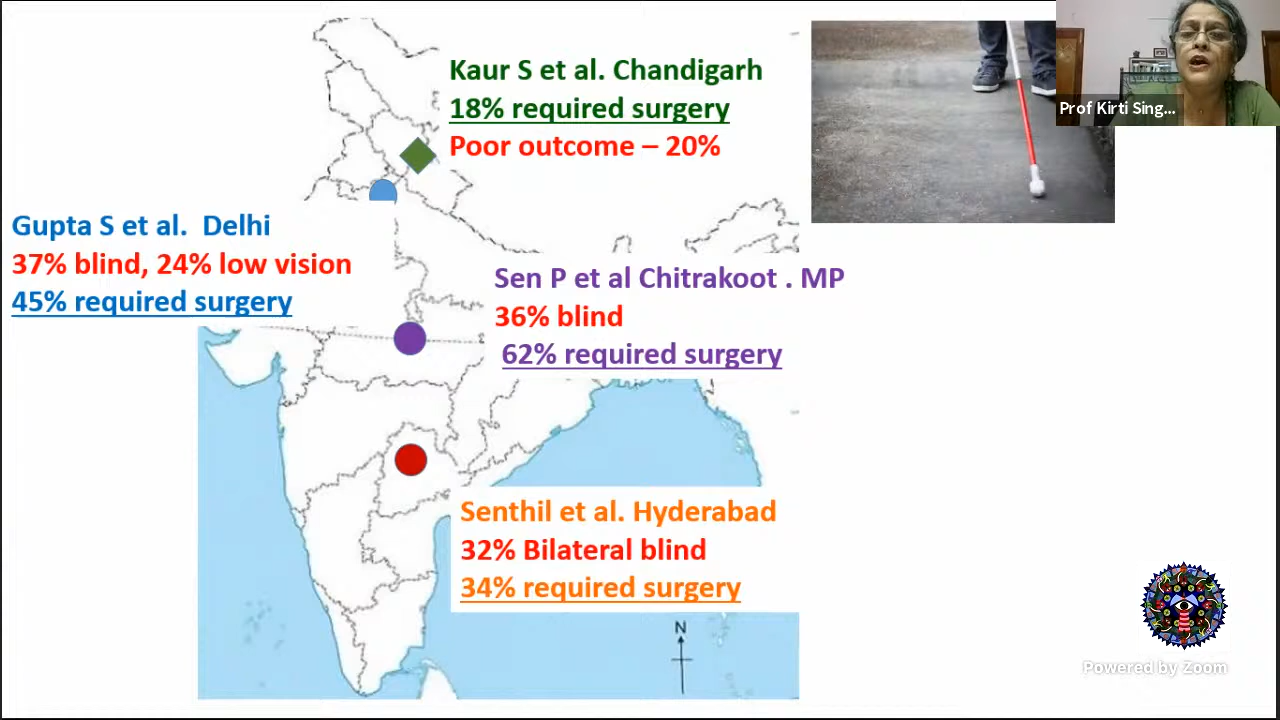 Kaur S et al. Chandigarh
18% required surgery
Poor outcome – 20%
Prof Kirti Sing...
Gupta S et al.  Delhi
37% blind, 24% low vision
45% required surgery
Sen P et al Chitrakoot . MP
36% blind
62% required surgery
Senthil et al. Hyderabad
32% Bilateral blind
34% required surgery
N
Powered by Zoom